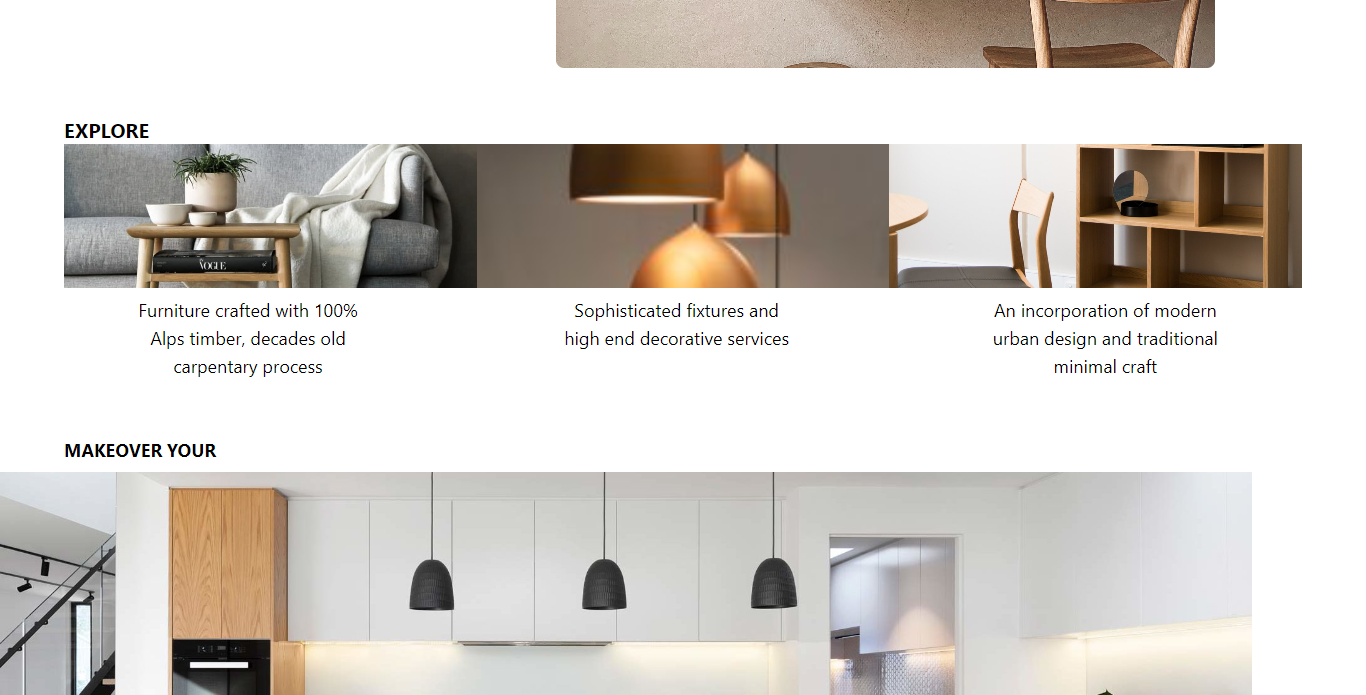 EXPLORE
VOGUE
Furniture crafted with 100%
Alps timber, decades old
carpentary process
Sophisticated fixtures and
high end decorative services
An incorporation of modern
urban design and traditional
minimal craft
MAKEOVER YOUR